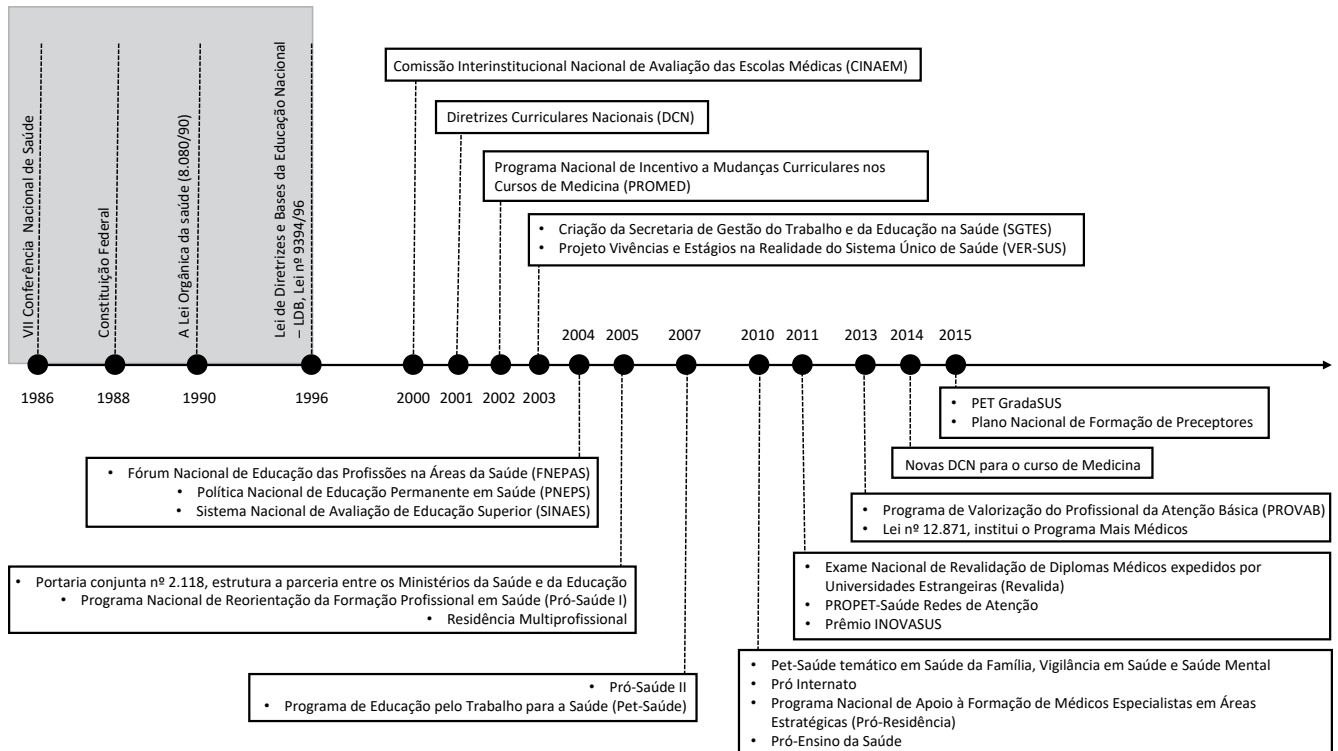 VII Conferência Nacional de Saúde
Constituição Federal
A Lei Orgânica da saúde (8.080/90)
Lei de Diretrizes e Bases da Educação Nacional
– LDB, Lei nº 9394/96
Comissão Interinstitucional Nacional de Avaliação das Escolas Médicas (CINAEM)
Diretrizes Curriculares Nacionais (DCN)
Programa Nacional de Incentivo a Mudanças Curriculares nos
Cursos de Medicina (PROMED)
• Criação da Secretaria de Gestão do Trabalho e da Educação na Saúde (SGTES)
• Projeto Vivências e Estágios na Realidade do Sistema Único de Saúde (VER-SUS)
2004 2005 2007 2010 2011 2013 2014 2015
1986 1988 1990 1996 2000 2001 2002 2003
• PET GradaSUS
• Plano Nacional de Formação de Preceptores
Novas DCN para o curso de Medicina
• Fórum Nacional de Educação das Profissões na Áreas da Saúde (FNEPAS)
• Política Nacional de Educação Permanente em Saúde (PNEPS)
• Sistema Nacional de Avaliação de Educação Superior (SINAES)
• Programa de Valorização do Profissional da Atenção Básica (PROVAB)
• Lei nº 12.871, institui o Programa Mais Médicos
• Portaria conjunta nº 2.118, estrutura a parceria entre os Ministérios da Saúde e da Educação
• Programa Nacional de Reorientação da Formação Profissional em Saúde (Pró-Saúde I)
• Residência Multiprofissional
• Exame Nacional de Revalidação de Diplomas Médicos expedidos por
Universidades Estrangeiras (Revalida)
• PROPET-Saúde Redes de Atenção
• Prêmio INOVASUS
• Pró-Saúde II
• Programa de Educação pelo Trabalho para a Saúde (Pet-Saúde)
• Pet-Saúde temático em Saúde da Família, Vigilância em Saúde e Saúde Mental
• Pró Internato
• Programa Nacional de Apoio à Formação de Médicos Especialistas em Áreas
Estratégicas (Pró-Residência)
• Pró-Ensino da Saúde